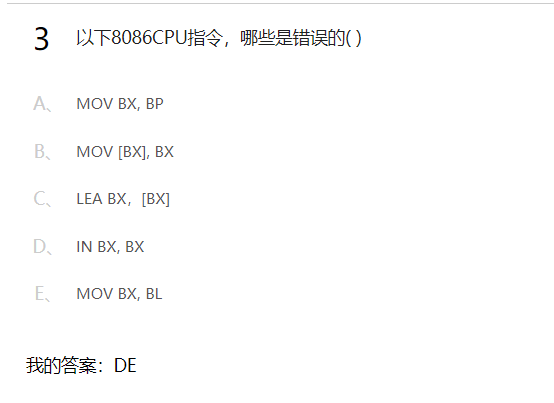 3 以下8086CPU指令，哪些是错误的( )
A、 MOV BX, BP
B、 MOV [BX], BX
C、 LEA BX，[BX]
D、 IN BX, BX
E、 MOV BX, BL
我的答案：DE